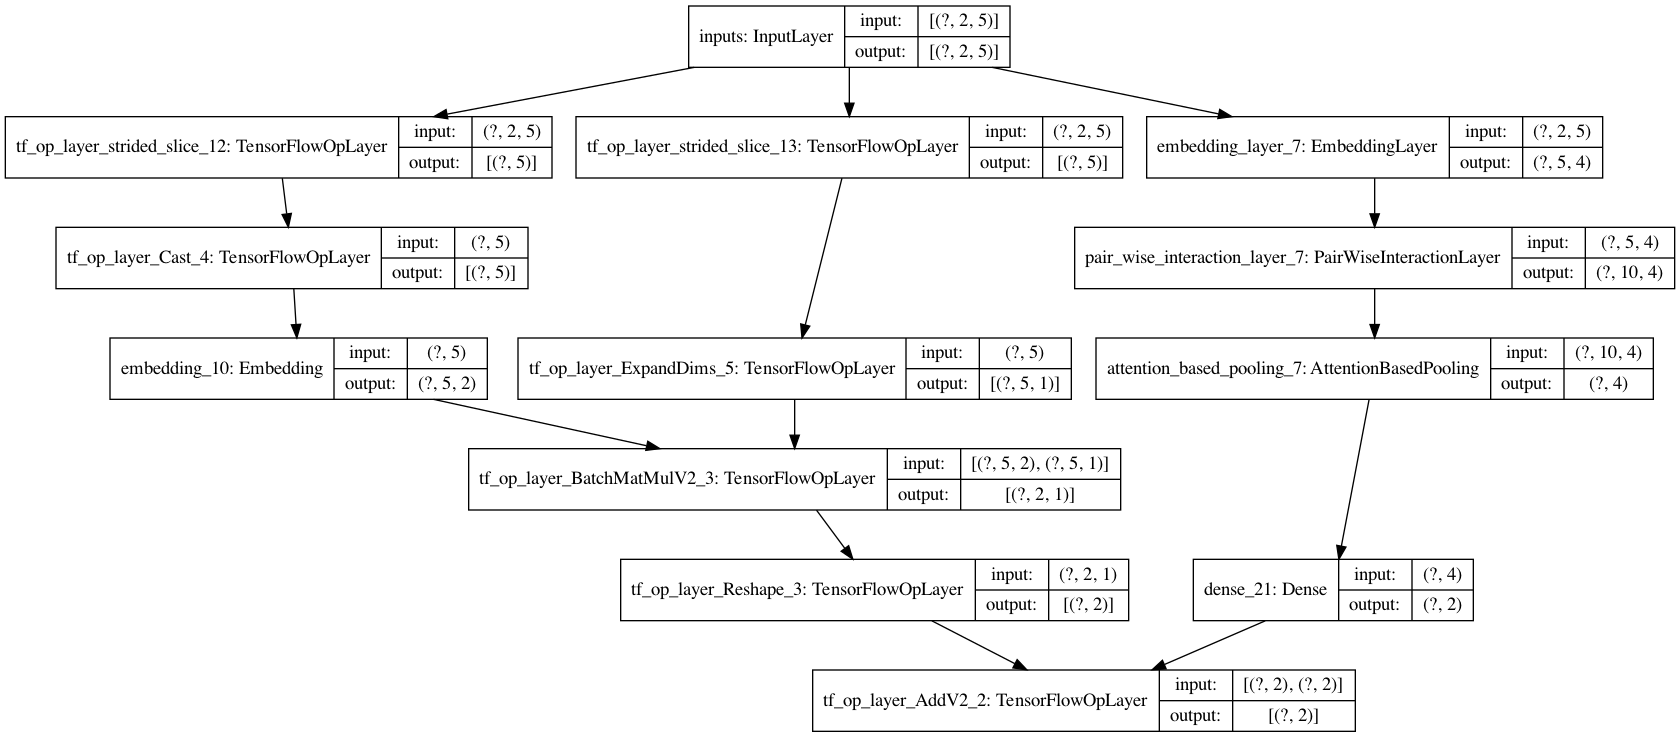 inputs: InputLayer
input: [(?, 2, 5)]
output: [(?, 2, 5)]
tf_op_layer_strided_slice_12: TensorFlowOpLayer
input: (?, 2, 5)
output: [(?, 5)]
tf_op_layer_strided_slice_13: TensorFlowOpLayer
input: (?, 2, 5)
output: [(?, 5)]
embedding_layer_7: EmbeddingLayer
input: (?, 2, 5)
output: (?, 5, 4)
tf_op_layer_Cast_4: TensorFlowOpLayer
input: (?, 5)
output: [(?, 5)]
pair_wise_interaction_layer_7: PairWiseInteractionLayer
input: (?, 5, 4)
output: (?, 10, 4)
embedding_10: Embedding
input: (?, 5)
output: (?, 5, 2)
tf_op_layer_ExpandDims_5: TensorFlowOpLayer
input: (?, 5)
output: [(?, 5, 1)]
attention_based_pooling_7: AttentionBasedPooling
input: (?, 10, 4)
output: (?, 4)
tf_op_layer_BatchMatMulV2_3: TensorFlowOpLayer
input: [(?, 5, 2), (?, 5, 1)]
output: [(?, 2, 1)]
tf_op_layer_Reshape_3: TensorFlowOpLayer
input: (?, 2, 1)
output: [(?, 2)]
dense_21: Dense
input: (?, 4)
output: (?, 2)
tf_op_layer_AddV2_2: TensorFlowOpLayer
input: [(?, 2), (?, 2)]
output: [(?, 2)]